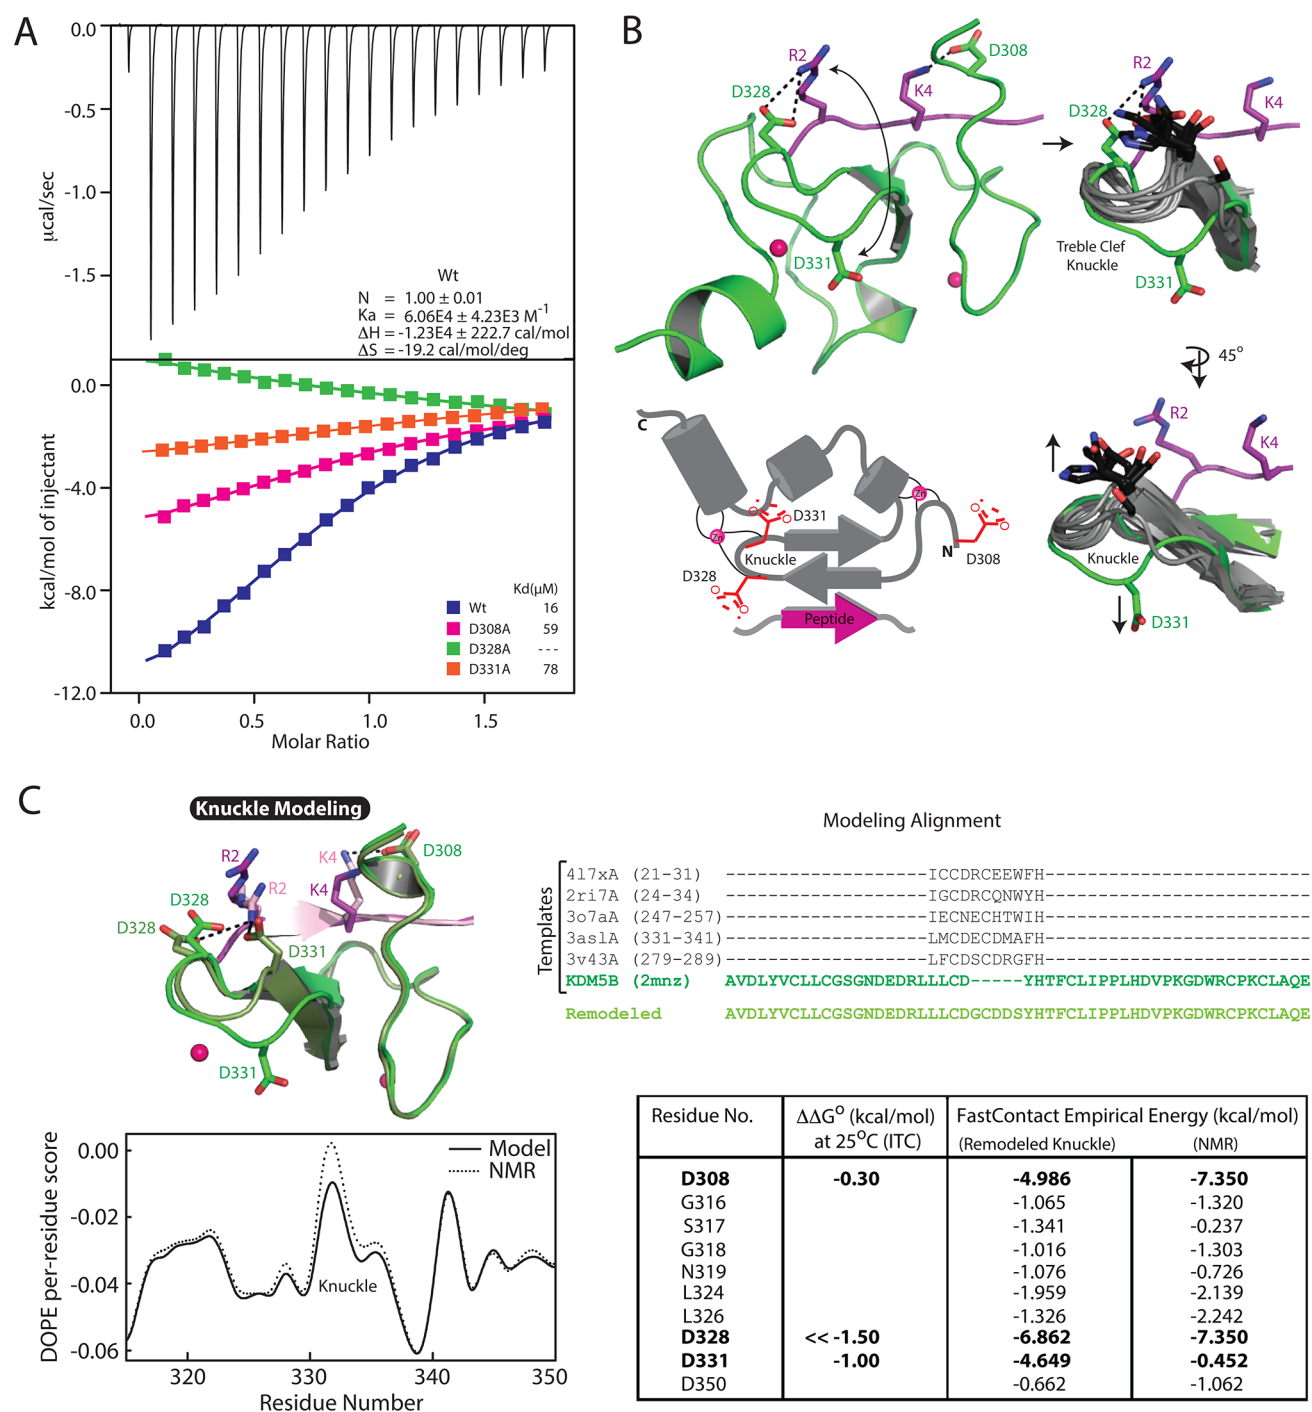 A
0.0
-0.5
-1.0
-1.5
μcal/sec
Wt
N = 1.00 ± 0.01
Ka = 6.06E4 ± 4.23E3 M⁻¹
ΔH = -1.23E4 ± 222.7 cal/mol
ΔS = -19.2 cal/mol/deg
0.0
-4.0
-8.0
-12.0
kcal/mol of injectant
Kd(μM)
Wt 16
D308A 59
D328A ---
D331A 78
0.0 0.5 1.0 1.5
Molar Ratio
B
R2
D308
D328
K4
D331
R2
D328
K4
Treble Clef
Knuckle
D331
45°
R2
K4
Knuckle
D331
C
Zn
D331
Zn
Knuckle
N
D308
D328
Peptide
O
O
O
O
O
O
C
Knuckle Modeling
R2
K4
D308
R2
K4
D328
D328
D331
D331
Modeling Alignment
Templates
4l7xA (21-31) -----------------------ICCDRCEEWFH------------------------------
2ri7A (24-34) -----------------------IGCDRCQNWYH------------------------------
3o7aA (247-257) -----------------------IECNECHTWIH------------------------------
3aslA (331-341) -----------------------LMCDECDMAFH------------------------------
3v43A (279-289) -----------------------LFCDSCDRGFH------------------------------
KDM5B (2mnz) AVDLYVCLLCGSGNDEDRLLLCD-----YHTFCLIPPLHDVPKGDWRCPKCLAQE
Remodeled AVDLYVCLLCGSGNDEDRLLLCDGCDDSYHTFCLIPPLHDVPKGDWRCPKCLAQE
0.00
-0.02
-0.04
-0.06
DOPE per-residue score
Model
NMR
Knuckle
320 330 340 350
Residue Number
Residue No. ΔΔG° (kcal/mol) FastContact Empirical Energy (kcal/mol)
at 25°C (ITC) (Remodeled Knuckle) (NMR)
D308 -0.30 -4.986 -7.350
G316 -1.065 -1.320
S317 -1.341 -0.237
G318 -1.016 -1.303
N319 -1.076 -0.726
L324 -1.959 -2.139
L326 -1.326 -2.242
D328 << -1.50 -6.862 -7.350
D331 -1.00 -4.649 -0.452
D350 -0.662 -1.062